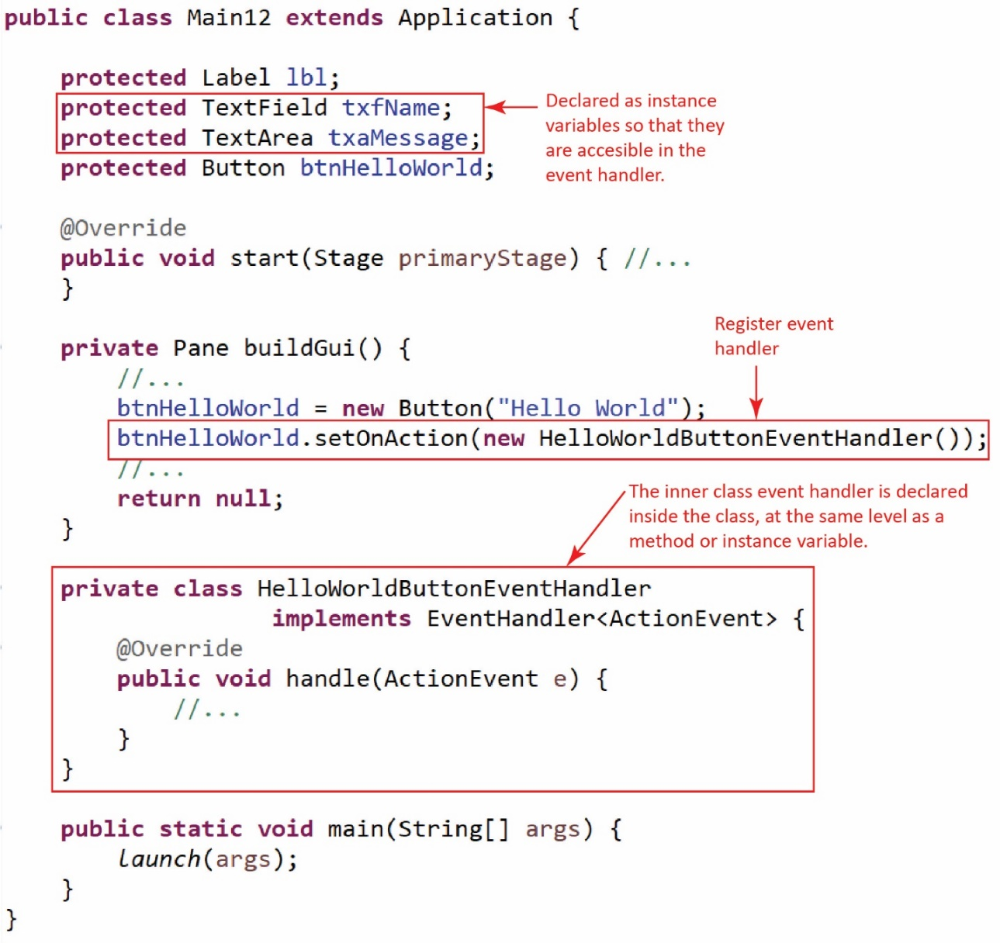 public class Main12 extends Application {
protected Label lbl;
protected TextField txfName;
protected TextArea txaMessage;
protected Button btnHelloWorld;
Declared as instance
variables so that they
are accesible in the
event handler.
@Override
public void start(Stage primaryStage) { //...
}
private Pane buildGui() {
//...
btnHelloWorld = new Button("Hello World");
btnHelloWorld.setOnAction(new HelloWorldButtonEventHandler());
//...
return null;
}
Register event
handler
The inner class event handler is declared
inside the class, at the same level as a
method or instance variable.
private class HelloWorldButtonEventHandler
implements EventHandler<ActionEvent> {
@Override
public void handle(ActionEvent e) {
//...
}
}
public static void main(String[] args) {
launch(args);
}
}